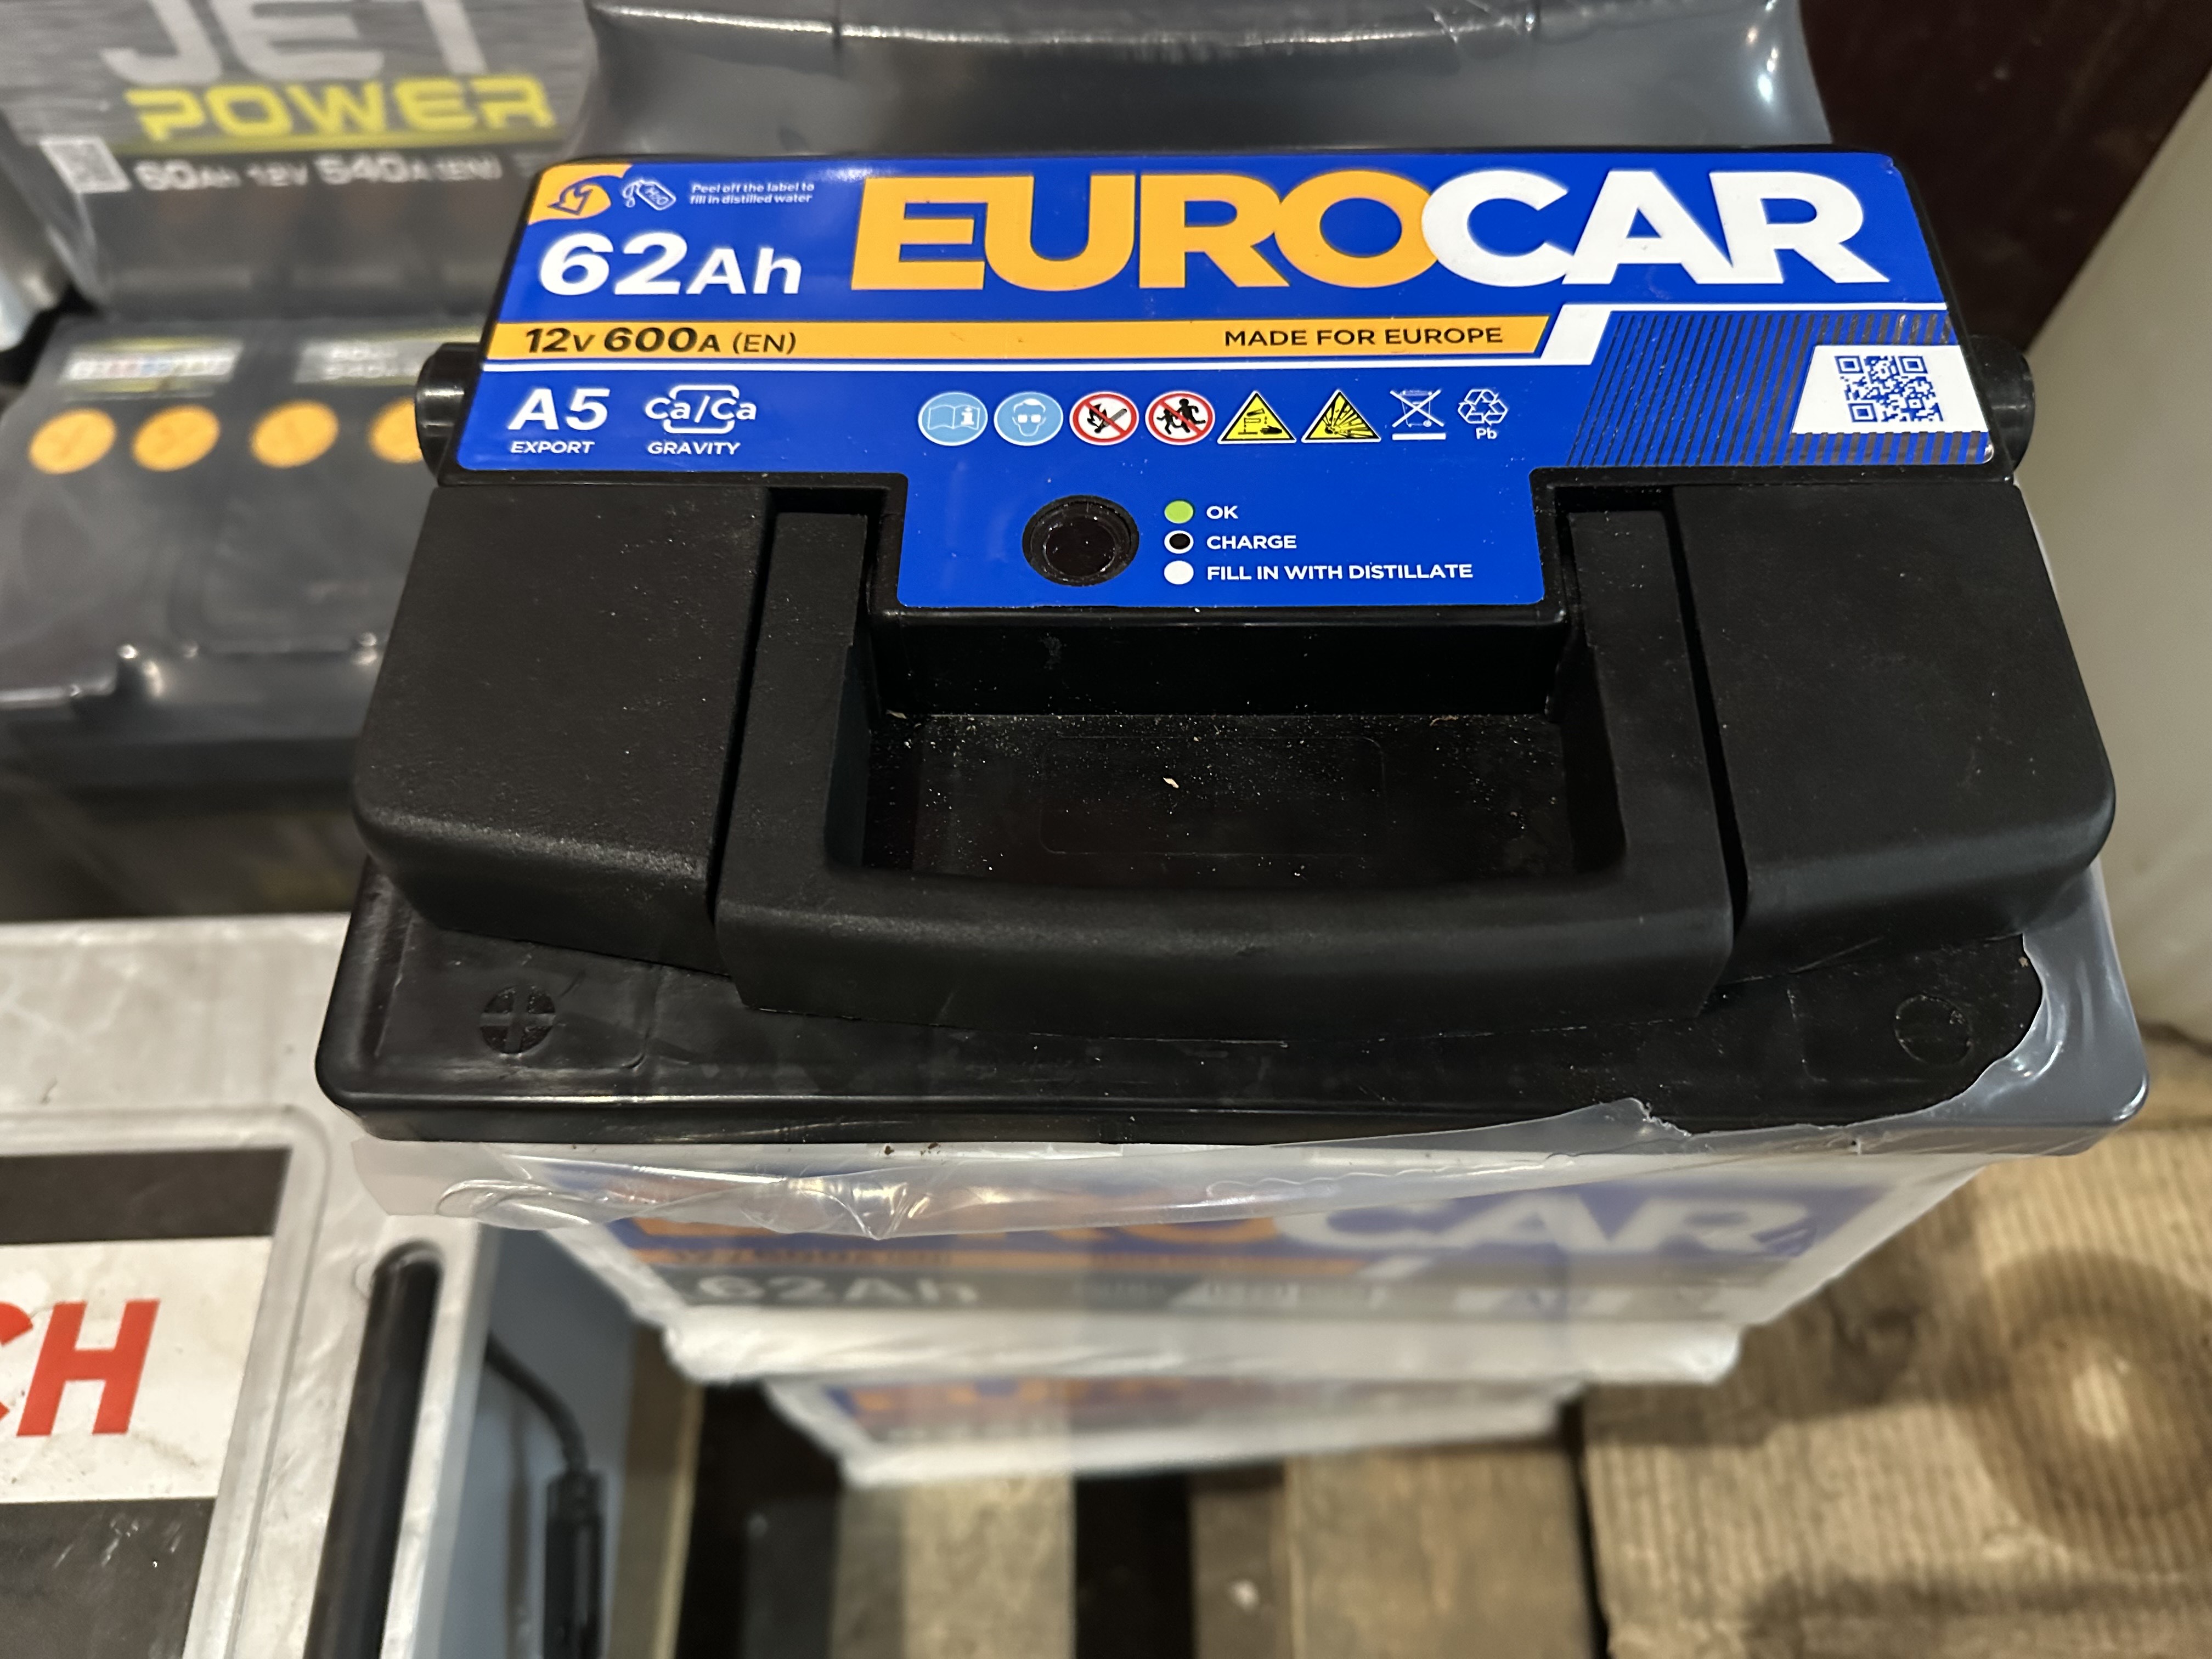 JET
POWER
60Ah 12V 540A (EN)
Peel off the label to
fill in distilled water
EUROCAR
62Ah
12V 600A (EN)
MADE FOR EUROPE
A5
EXPORT
Ca/Ca
GRAVITY
Pb
OK
CHARGE
FILL IN WITH DISTILLATE
EUROCAR
62Ah
CH